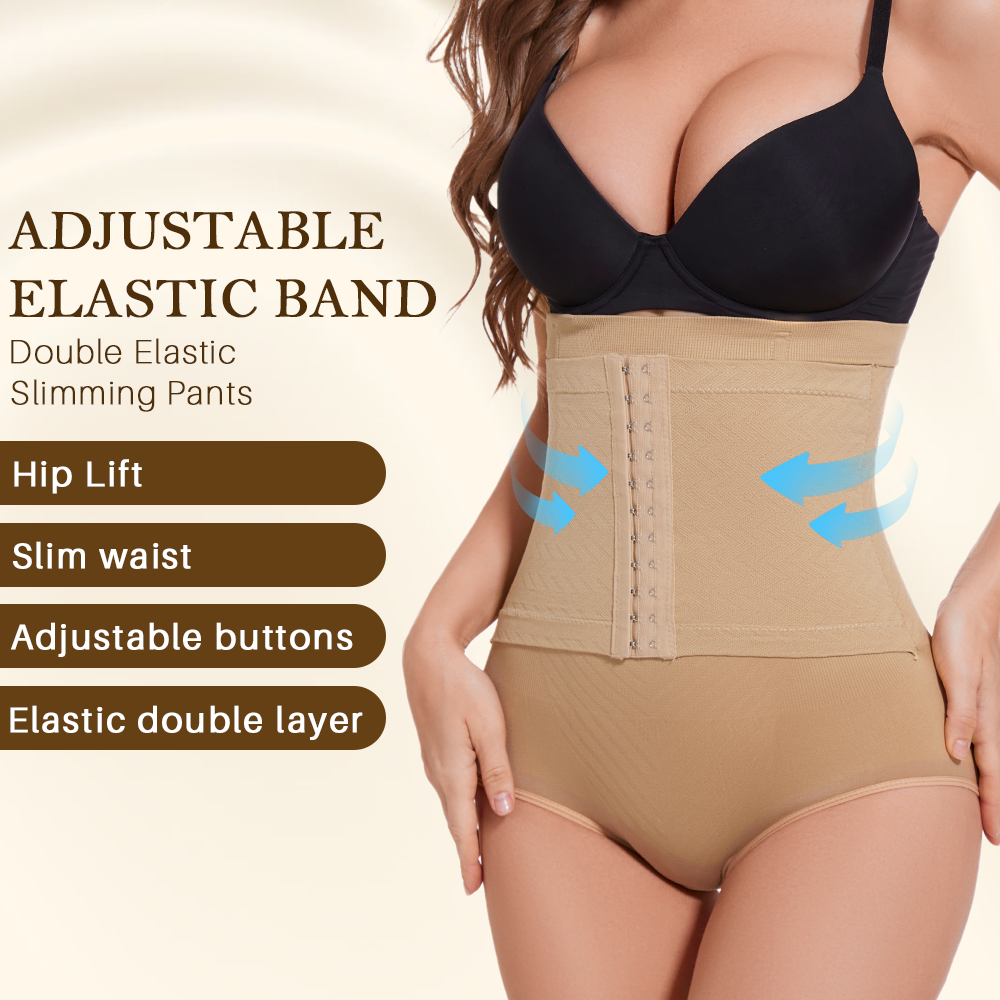 ADJUSTABLE
ELASTIC BAND
Double Elastic
Slimming Pants
Hip Lift
Slim waist
Adjustable buttons
Elastic double layer